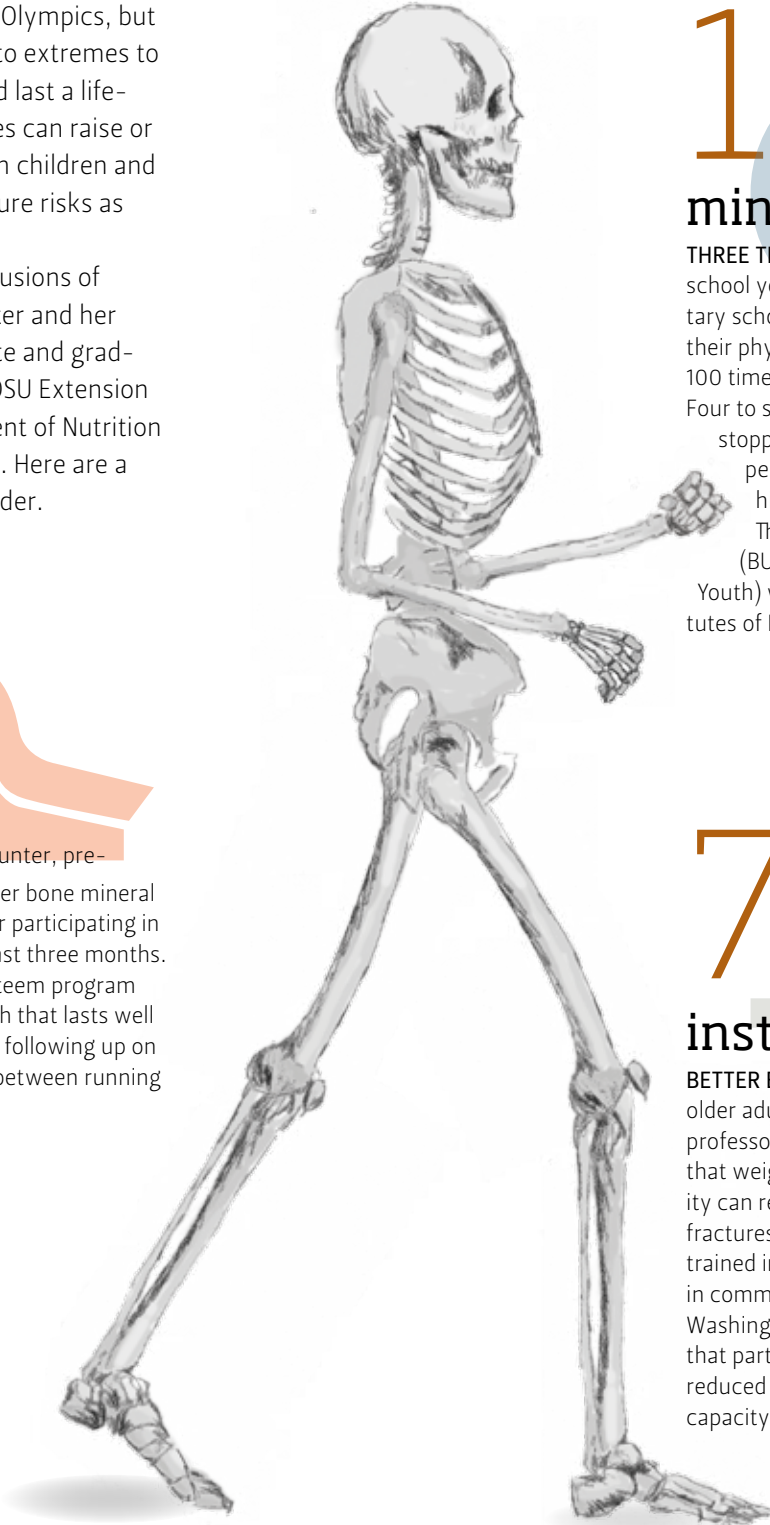 Olympics, but
to extremes to
d last a life-
es can raise or
n children and
ure risks as
usions of
ter and her
te and grad-
OSU Extension
ent of Nutrition
. Here are a
der.
unter, pre-
er bone mineral
r participating in
ast three months.
teem program
h that lasts well
following up on
between running
1
min
THREE TI
school ye
tary scho
their phy
100 time
Four to s
stopp
pe
h
Th
(BU
Youth) w
tutes of H
7
inst
BETTER B
older adu
professo
that weig
ity can re
fractures
trained in
in comm
Washing
that part
reduced
capacity